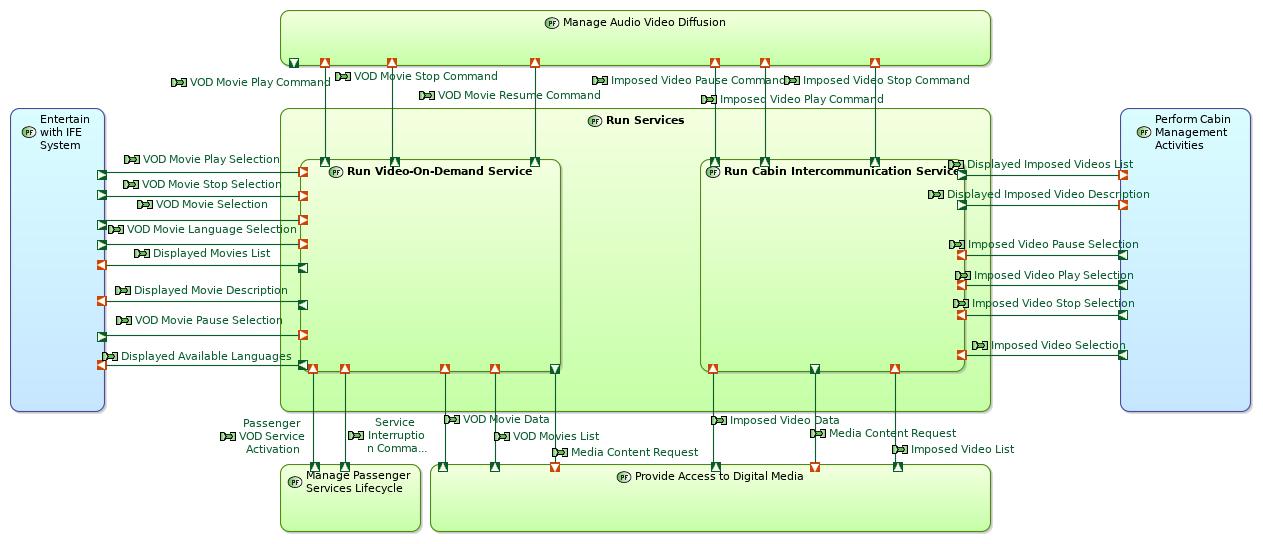 Manage Audio Video Diffusion
VOD Movie Play Command
VOD Movie Stop Command
VOD Movie Resume Command
Imposed Video Pause Command
Imposed Video Stop Command
Imposed Video Play Command
Entertain
with IFE
System
Run Services
Perform Cabin
Management
Activities
VOD Movie Play Selection
VOD Movie Stop Selection
VOD Movie Selection
VOD Movie Language Selection
Displayed Movies List
Displayed Movie Description
VOD Movie Pause Selection
Displayed Available Languages
Run Video-On-Demand Service
Run Cabin Intercommunication Service
Displayed Imposed Videos List
Displayed Imposed Video Description
Imposed Video Pause Selection
Imposed Video Play Selection
Imposed Video Stop Selection
Imposed Video Selection
Passenger
VOD Service
Activation
Service
Interruptio
n Comma...
VOD Movie Data
VOD Movies List
Media Content Request
Imposed Video Data
Media Content Request
Imposed Video List
Manage Passenger
Services Lifecycle
Provide Access to Digital Media